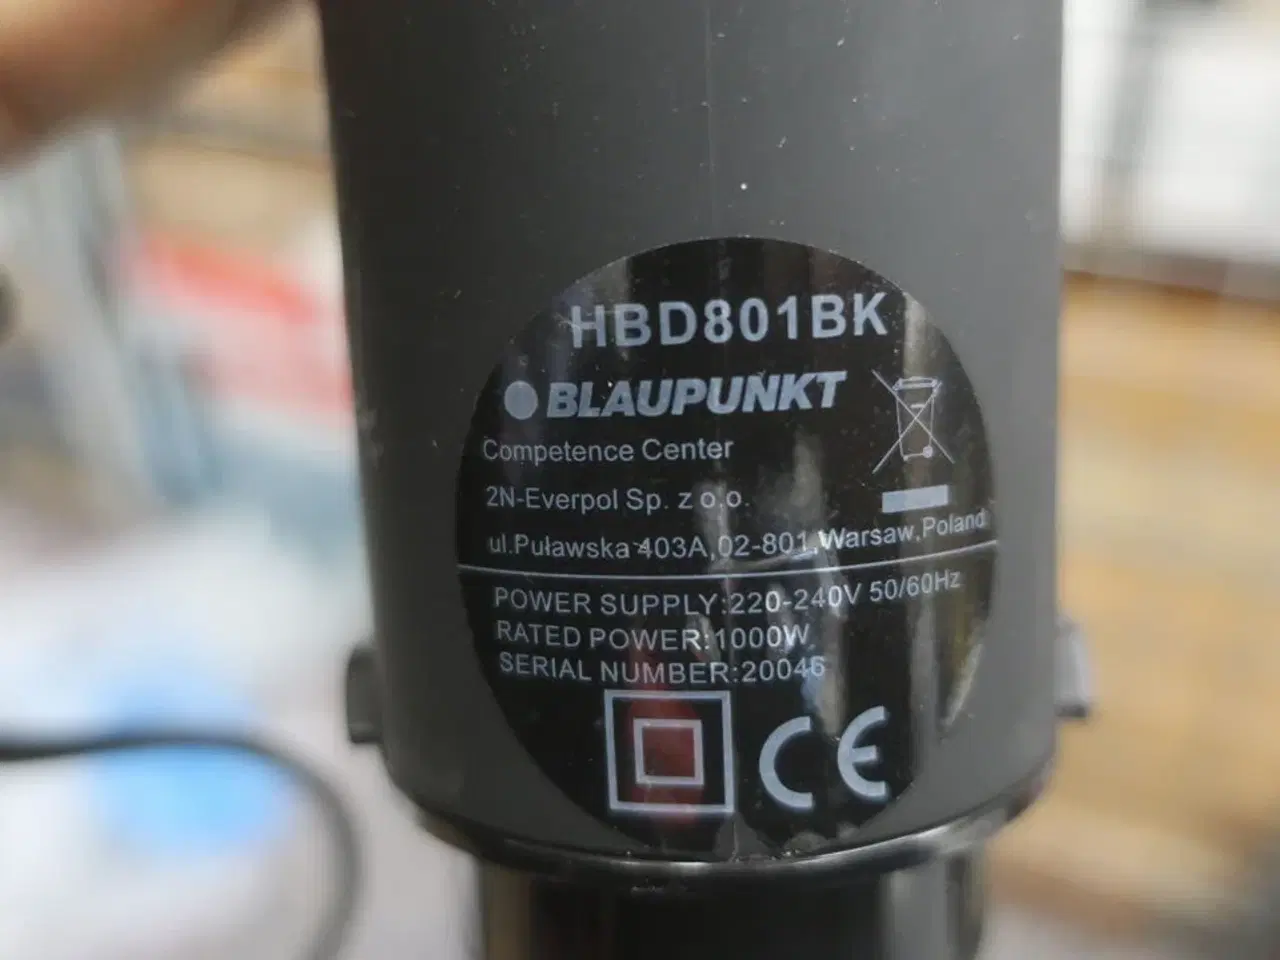 HBD801BK
BLAUPUNKT
Competence Center
2N-Everpol Sp. z o.o.
ul.Puławska 403A,02-801,Warsaw,Poland
POWER SUPPLY:220-240V 50/60Hz
RATED POWER:1000W
SERIAL NUMBER:20046
CE